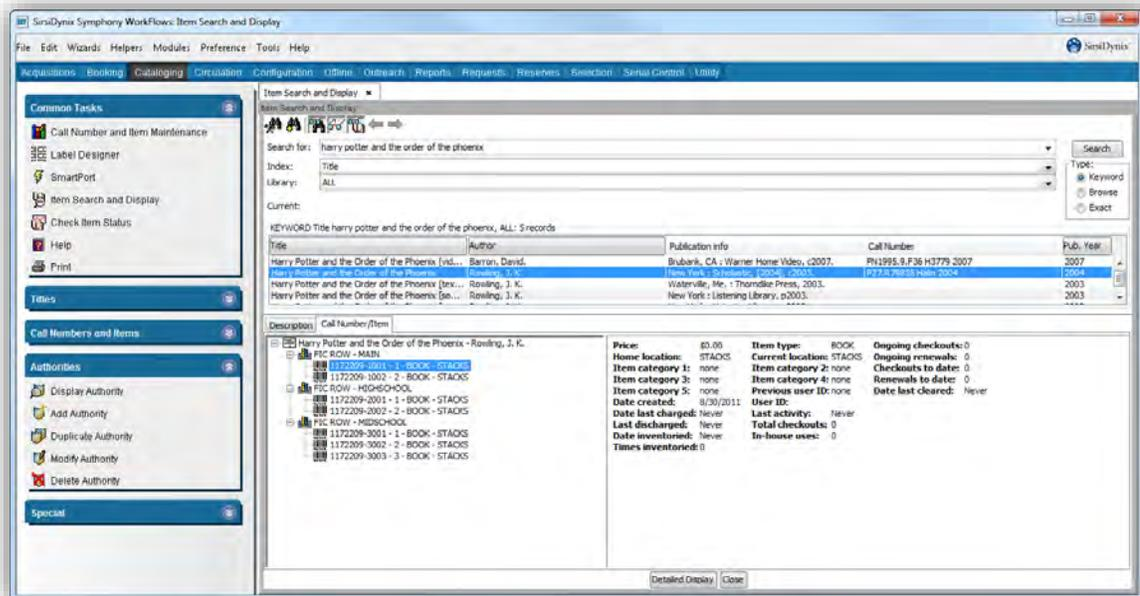 SirsiDynix Symphony WorkFlows: Item Search and Display
File Edit Wizards Helpers Modules Preference Tools Help
SirsiDynix
Acquisitions Booking Cataloging Circulation Configuration Offline Outreach Reports Requests Reserves Selection Serial Control Utility
Common Tasks
Call Number and Item Maintenance
Label Designer
SmartPort
Item Search and Display
Check Item Status
Help
Print
Titles
Call Numbers and Items
Authorities
Display Authority
Add Authority
Duplicate Authority
Modify Authority
Delete Authority
Special
Item Search and Display
Item Search and Display
Search for: harry potter and the order of the phoenix Search
Index: Title
Library: ALL
Type:
Keyword
Browse
Exact
Current:
KEYWORD Title harry potter and the order of the phoenix, ALL: 5 records
Title Author Publication info Call Number Pub. Year
Harry Potter and the Order of the Phoenix [vid... Barron, David. Brubank, CA : Warner Home Video, c2007. PN1995.9.F36 H3779 2007 2007
Harry Potter and the Order of the Phoenix Rowling, J. K. New York : Scholastic, [2004], c2003. 2004
Harry Potter and the Order of the Phoenix [tex... Rowling, J. K. Waterville, Me. : Thorndike Press, 2003. 2003
Harry Potter and the Order of the Phoenix [so... Rowling, J. K. New York : Listening Library, p2003. 2003
Description Call Number/Item
Harry Potter and the Order of the Phoenix - Rowling, J. K.
FIC ROW - MAIN
1172209-1001 - 1 - BOOK - STACKS
1172209-1002 - 2 - BOOK - STACKS
FIC ROW - HIGHSCHOOL
1172209-2001 - 1 - BOOK - STACKS
1172209-2002 - 2 - BOOK - STACKS
FIC ROW - MIDSCHOOL
1172209-3001 - 1 - BOOK - STACKS
1172209-3002 - 2 - BOOK - STACKS
1172209-3003 - 3 - BOOK - STACKS
Price: $0.00 Item type: BOOK Ongoing checkouts: 0
Home location: STACKS Current location: STACKS Ongoing renewals: 0
Item category 1: none Item category 2: none Checkouts to date: 0
Item category 3: none Item category 4: none Renewals to date: 0
Item category 5: none Previous user ID: none Date last cleared: Never
Date created: 8/30/2011 User ID:
Date last charged: Never Last activity: Never
Last discharged: Never Total checkouts: 0
Date inventoried: Never In-house uses: 0
Times inventoried: 0
Detailed Display Close